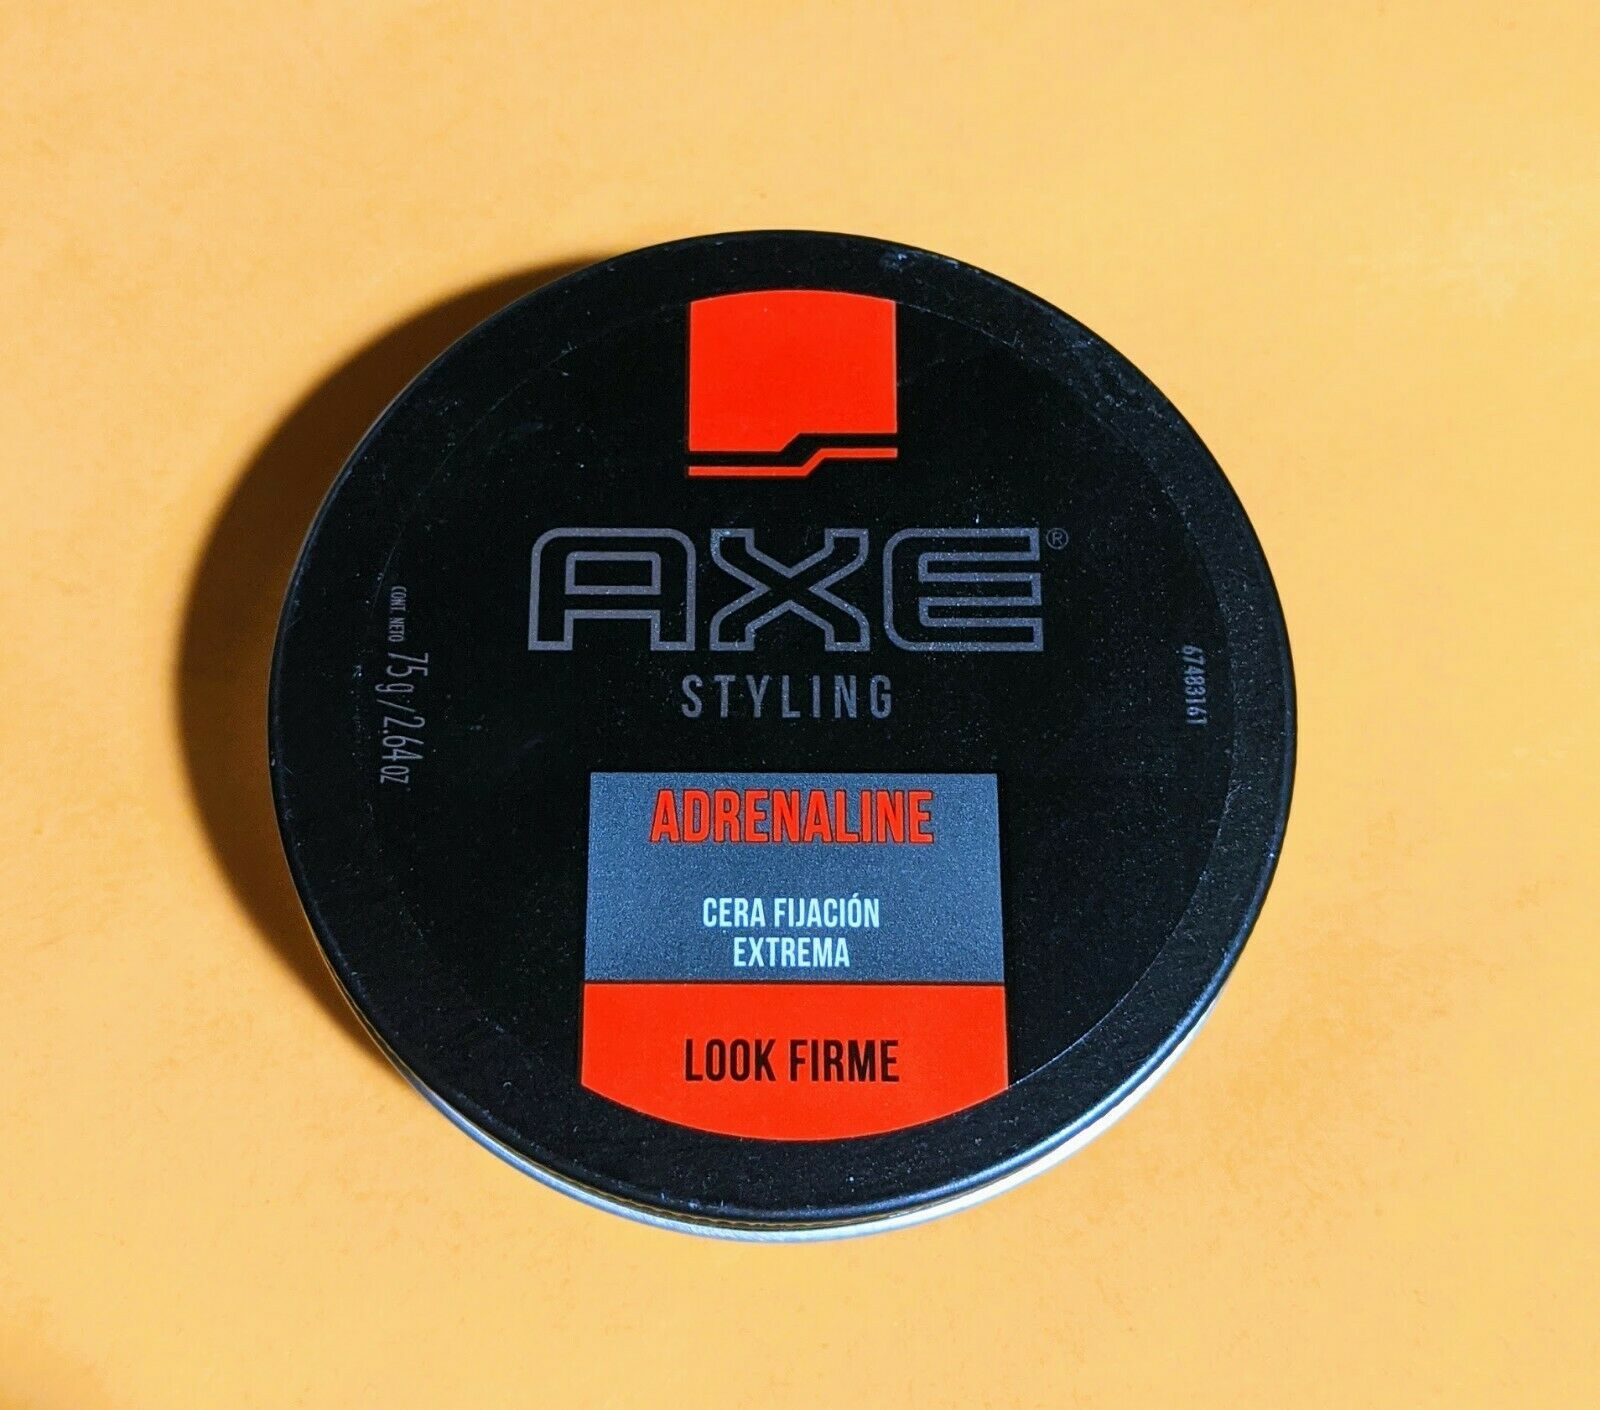 AXE®
STYLING
CONT. NETO 75 g / 2.64 oz
67483161
ADRENALINE
CERA FIJACIÓN
EXTREMA
LOOK FIRME